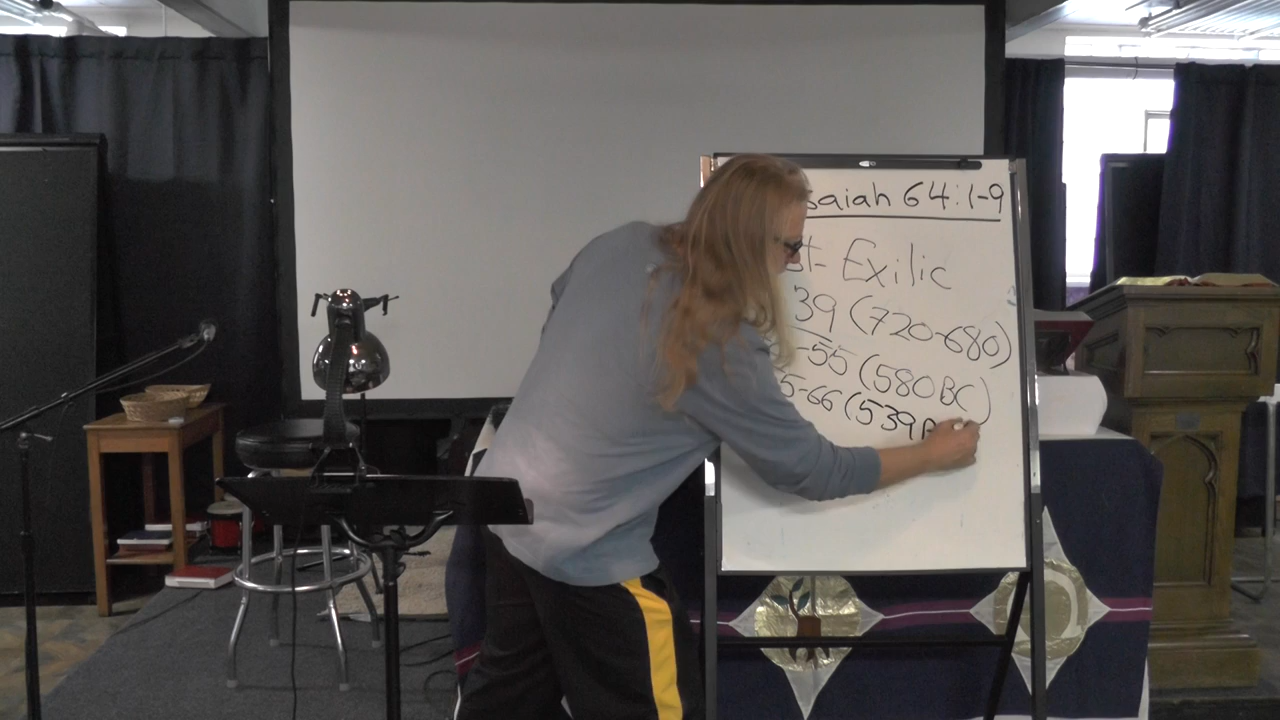 saiah 64:1-9
st- Exilic
39 (720-680)
-55 (580 BC)
5-66 (539